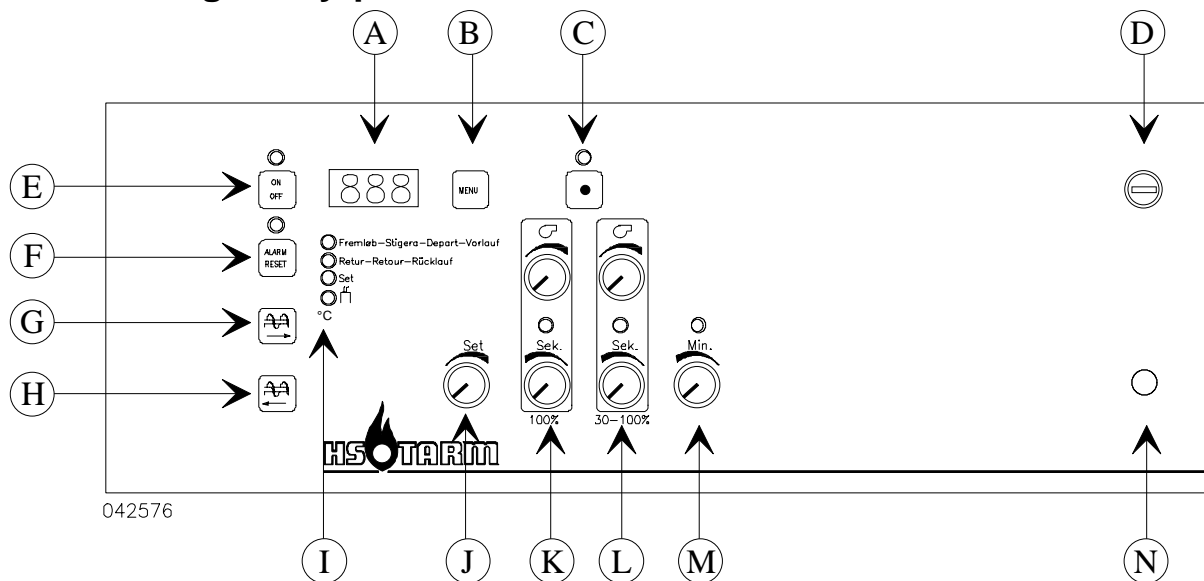 A B C D
E ON OFF 888 MENU
F ALARM RESET
Fremløb-Stigera-Depart-Vorlauf
Retur-Retour-Rücklauf
Set
°C
G
H
Set Sek. Sek. Min.
100% 30-100%
HS TARM
042576
I J K L M N